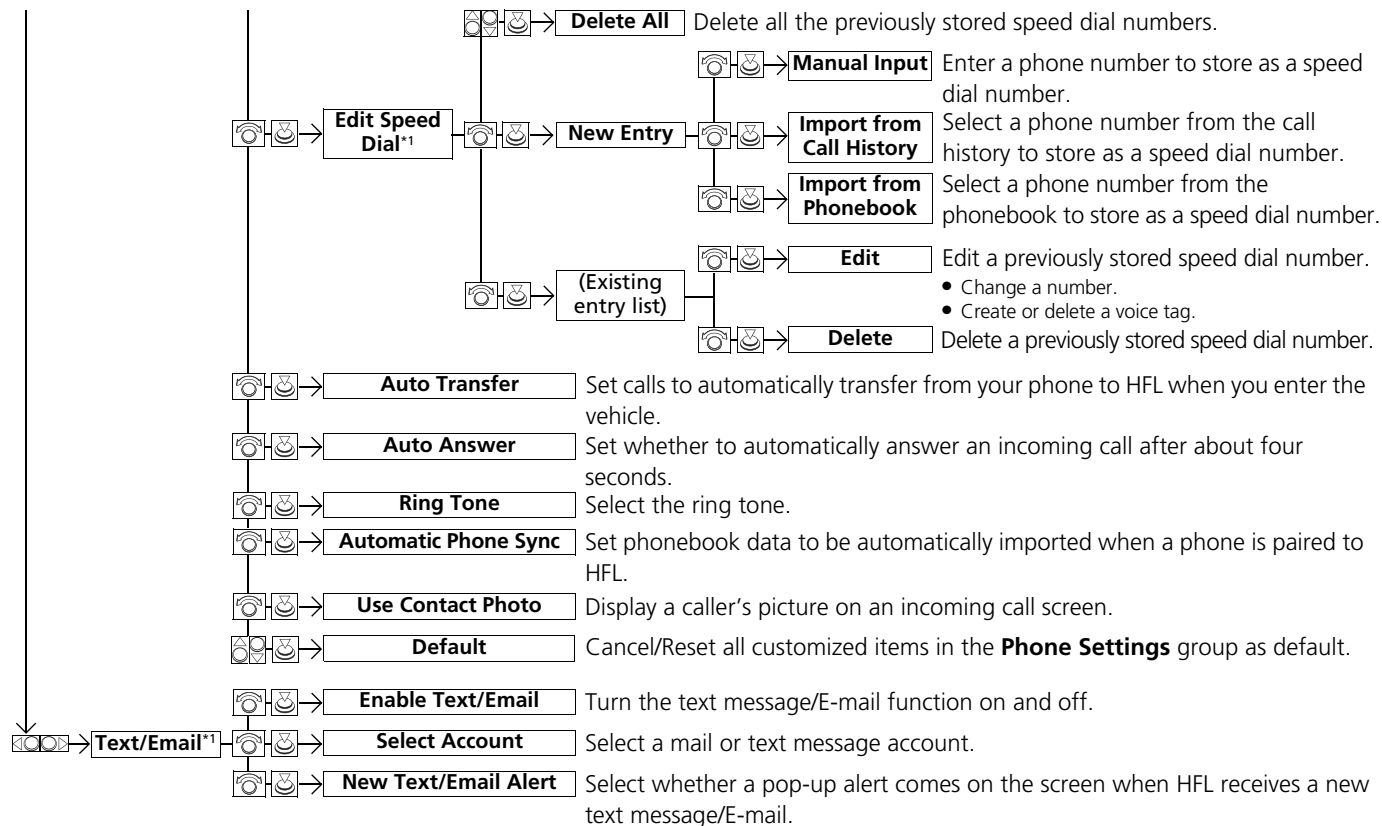 Delete All Delete all the previously stored speed dial numbers.
Manual Input Enter a phone number to store as a speed
dial number.
Edit Speed
Dial*1
New Entry
Import from
Call History
Select a phone number from the call
history to store as a speed dial number.
Import from
Phonebook
Select a phone number from the
phonebook to store as a speed dial number.
(Existing
entry list)
Edit Edit a previously stored speed dial number.
• Change a number.
• Create or delete a voice tag.
Delete Delete a previously stored speed dial number.
Auto Transfer Set calls to automatically transfer from your phone to HFL when you enter the
vehicle.
Auto Answer Set whether to automatically answer an incoming call after about four
seconds.
Ring Tone Select the ring tone.
Automatic Phone Sync Set phonebook data to be automatically imported when a phone is paired to
HFL.
Use Contact Photo Display a caller's picture on an incoming call screen.
Default Cancel/Reset all customized items in the Phone Settings group as default.
Enable Text/Email Turn the text message/E-mail function on and off.
Text/Email*1
Select Account Select a mail or text message account.
New Text/Email Alert Select whether a pop-up alert comes on the screen when HFL receives a new
text message/E-mail.